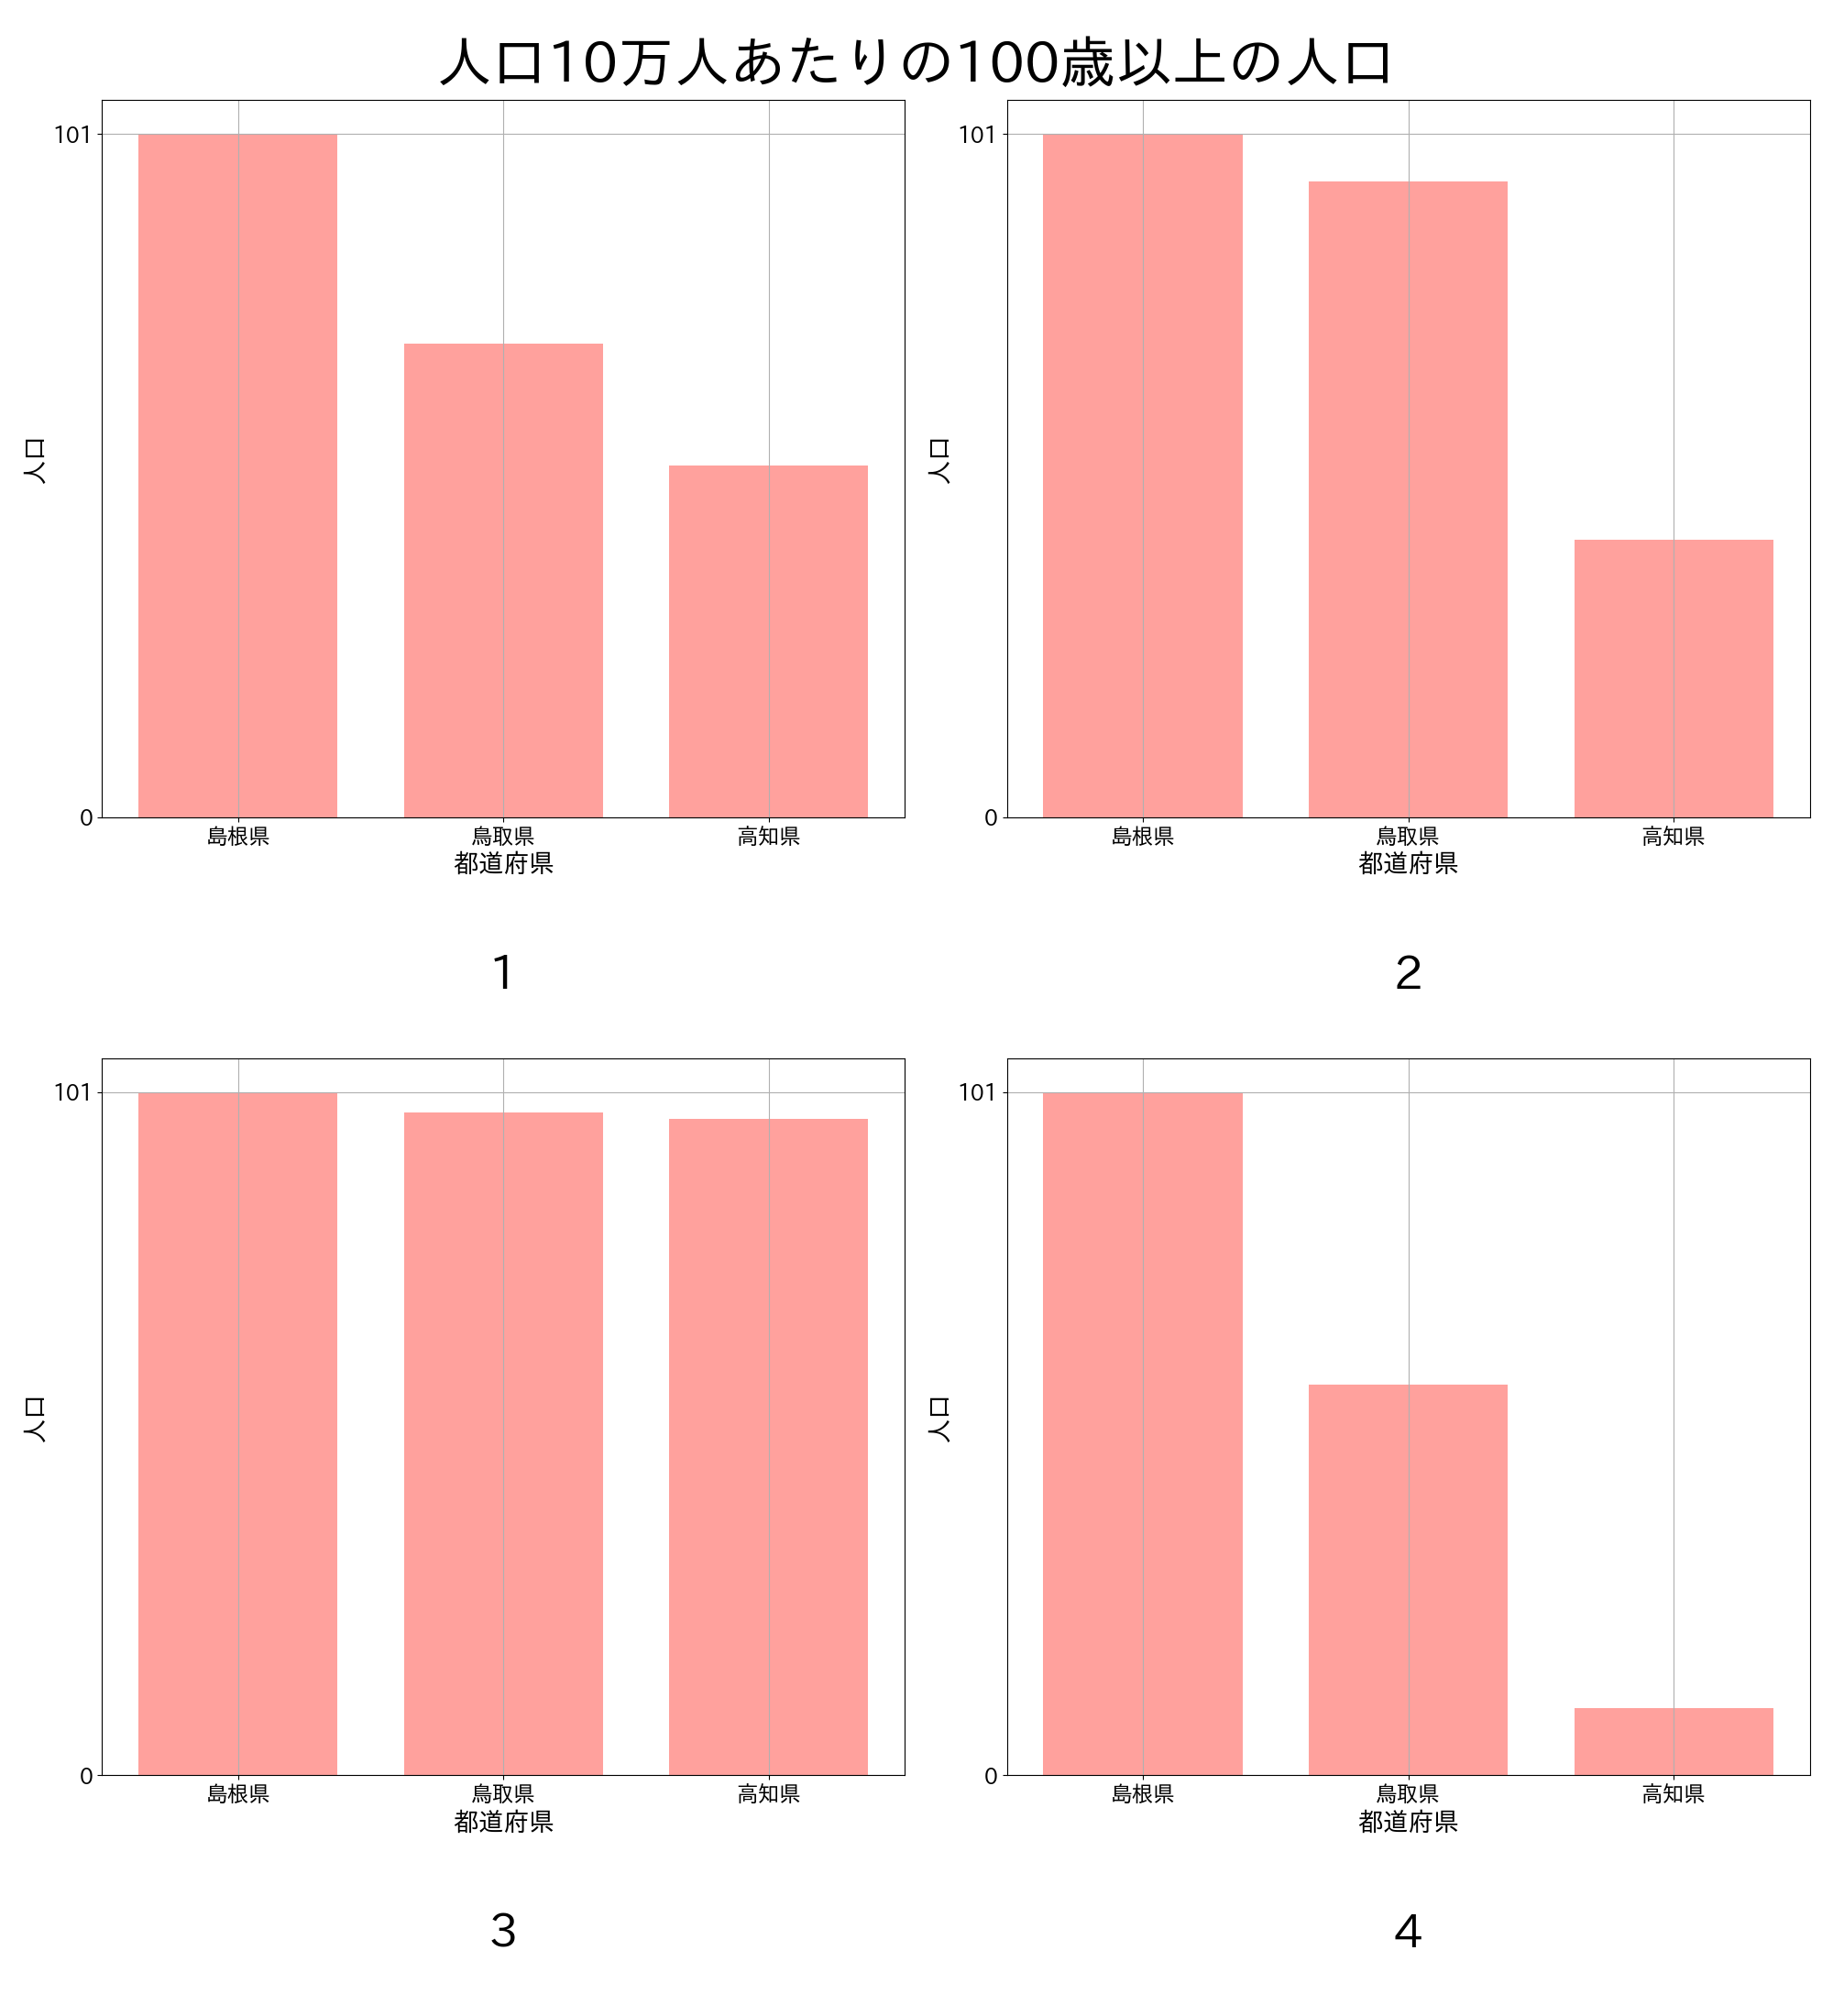 人口10万人あたりの100歳以上の人口
101
0
人口
島根県 鳥取県 高知県
都道府県
1
101
0
人口
島根県 鳥取県 高知県
都道府県
2
101
0
人口
島根県 鳥取県 高知県
都道府県
3
101
0
人口
島根県 鳥取県 高知県
都道府県
4